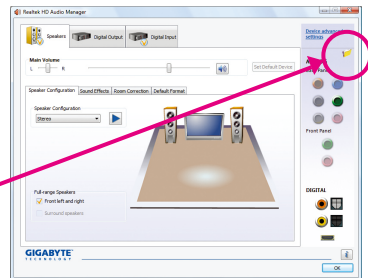 Realtek HD Audio Manager
Speakers
Digital Output
Digital Input
Device advanced settings
Main Volume
L
R
Set Default Device
Speaker Configuration
Sound Effects
Room Correction
Default Format
Speaker Configuration
Stereo
Full-range Speakers
Front left and right
Surround speakers
Front Panel
DIGITAL
GIGABYTE
TECHNOLOGY
OK